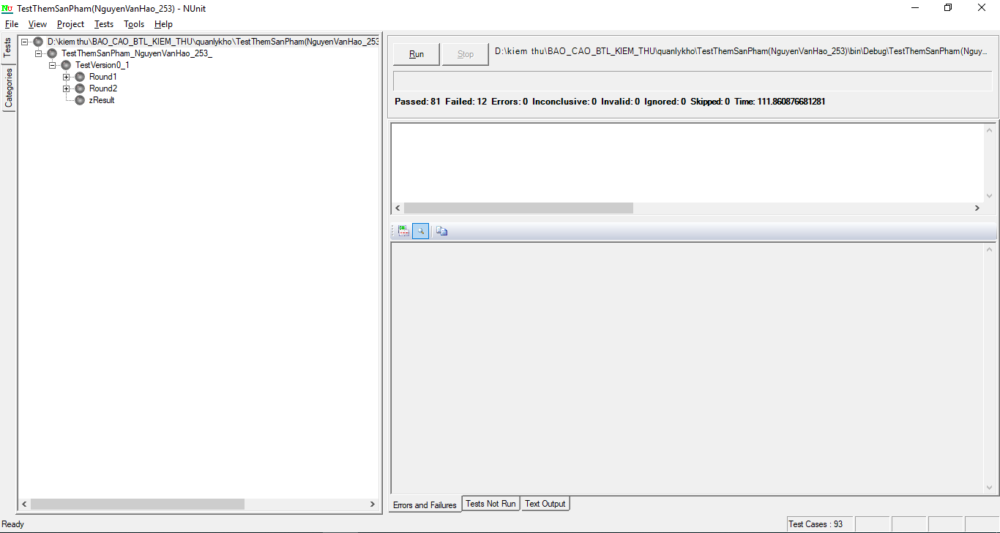 TestThemSanPham(NguyenVanHao_253) - NUnit
File View Project Tests Tools Help
Tests
Categories
D:\kiem thu\BAO_CAO_BTL_KIEM_THU\quanlykho\TestThemSanPham(NguyenVanHao_253
TestThemSanPham_NguyenVanHao_253_
TestVersion0_1
Round1
Round2
zResult
Run Stop D:\kiem thu\BAO_CAO_BTL_KIEM_THU\quanlykho\TestThemSanPham(NguyenVanHao_253)\bin\Debug\TestThemSanPham(Nguy...
Passed: 81 Failed: 12 Errors: 0 Inconclusive: 0 Invalid: 0 Ignored: 0 Skipped: 0 Time: 111.860876681281
Errors and Failures Tests Not Run Text Output
Ready Test Cases : 93